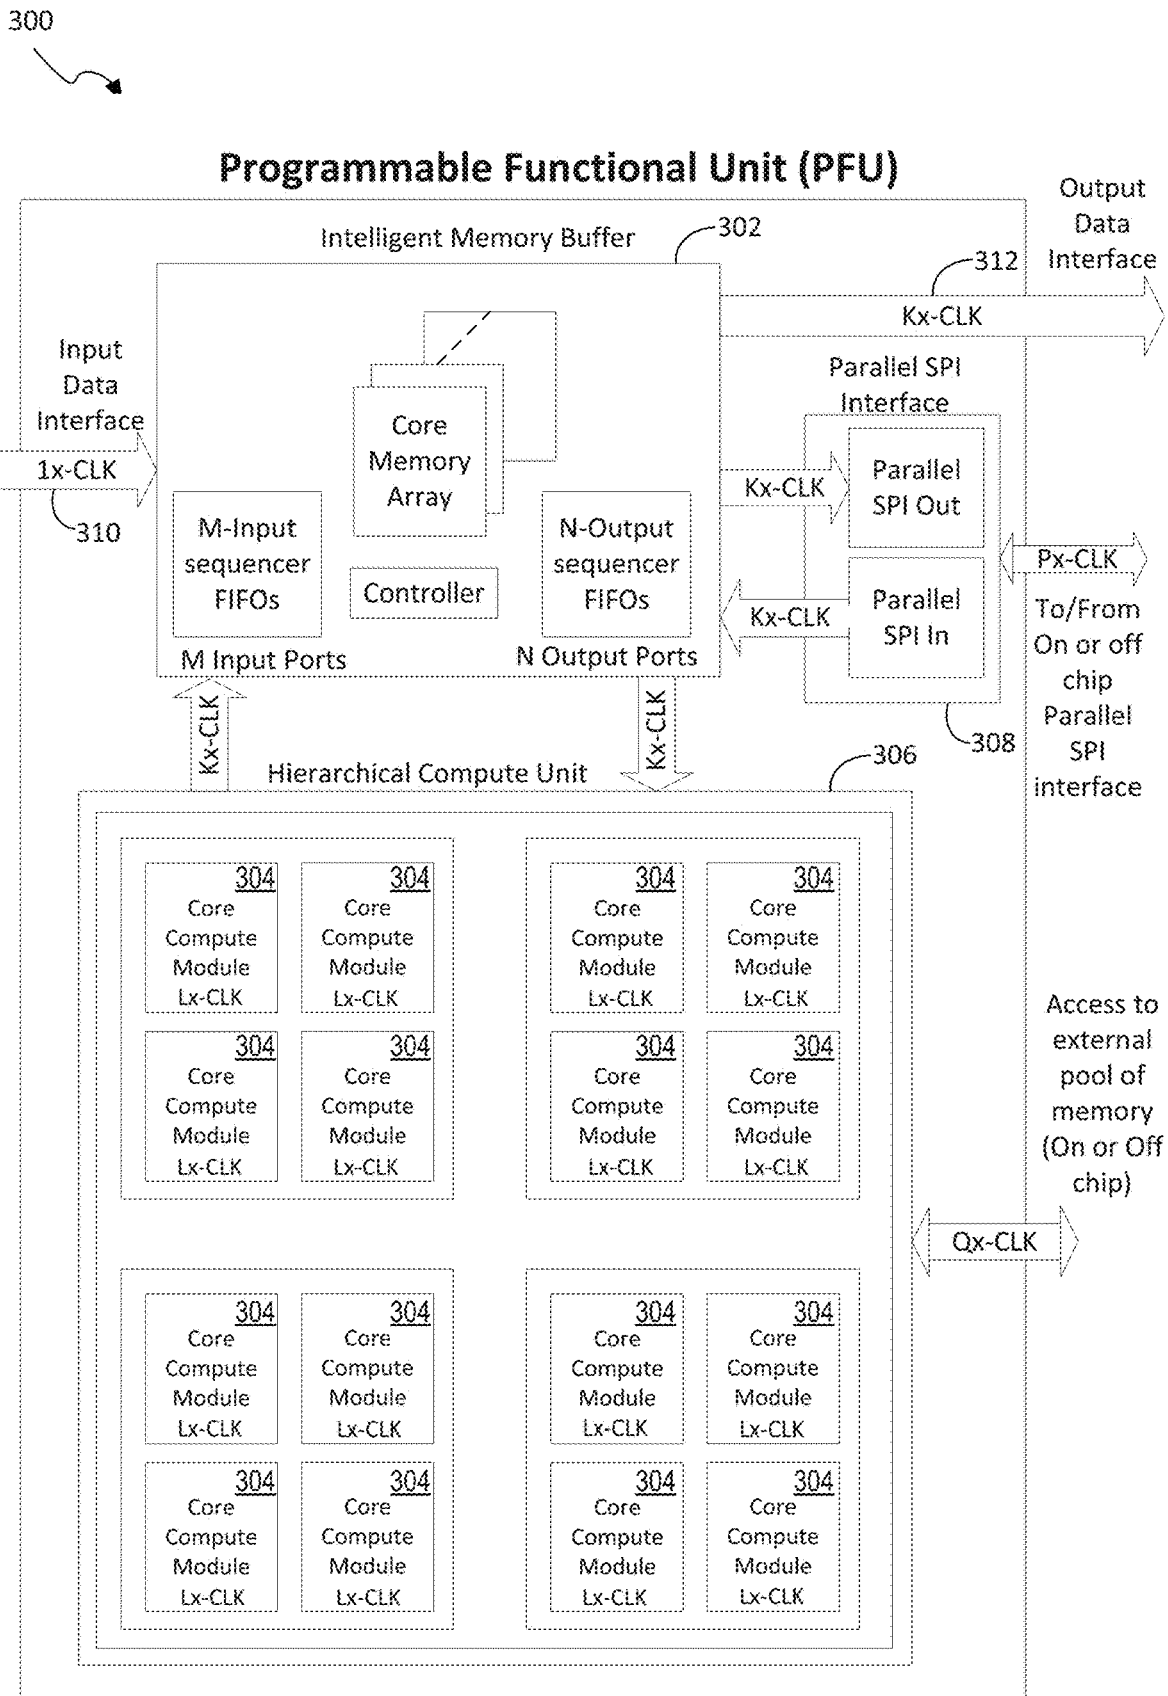 300
Programmable Functional Unit (PFU)
Output
Data
Interface
Intelligent Memory Buffer
302
312
Kx-CLK
Input
Data
Interface
1x-CLK
310
Core
Memory
Array
M-Input
sequencer
FIFOs
Controller
N-Output
sequencer
FIFOs
M Input Ports
N Output Ports
Parallel SPI
Interface
Kx-CLK
Parallel
SPI Out
Kx-CLK
Parallel
SPI In
Px-CLK
To/From
On or off
chip
Parallel
SPI
interface
308
Kx-CLK
Kx-CLK
Hierarchical Compute Unit
306
304
Core
Compute
Module
Lx-CLK
304
Core
Compute
Module
Lx-CLK
304
Core
Compute
Module
Lx-CLK
304
Core
Compute
Module
Lx-CLK
304
Core
Compute
Module
Lx-CLK
304
Core
Compute
Module
Lx-CLK
304
Core
Compute
Module
Lx-CLK
304
Core
Compute
Module
Lx-CLK
Access to
external
pool of
memory
(On or Off
chip)
Qx-CLK
304
Core
Compute
Module
Lx-CLK
304
Core
Compute
Module
Lx-CLK
304
Core
Compute
Module
Lx-CLK
304
Core
Compute
Module
Lx-CLK
304
Core
Compute
Module
Lx-CLK
304
Core
Compute
Module
Lx-CLK
304
Core
Compute
Module
Lx-CLK
304
Core
Compute
Module
Lx-CLK